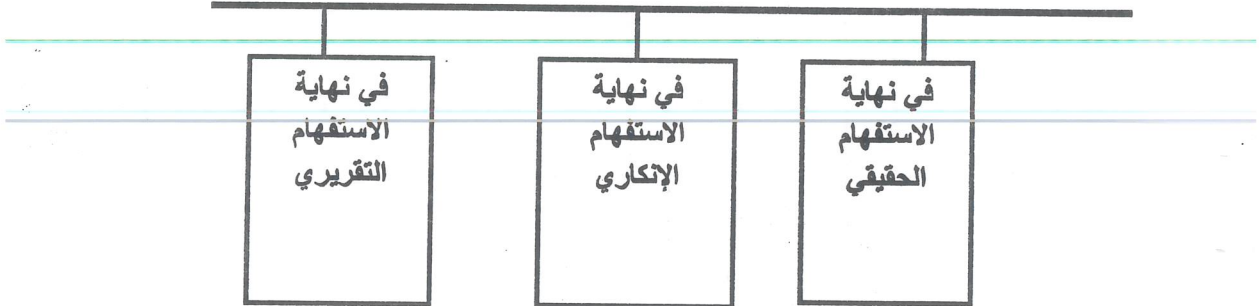 في نهاية
الاستفهام
الحقيقي
في نهاية
الاستفهام
الإنكاري
في نهاية
الاستفهام
التقريري